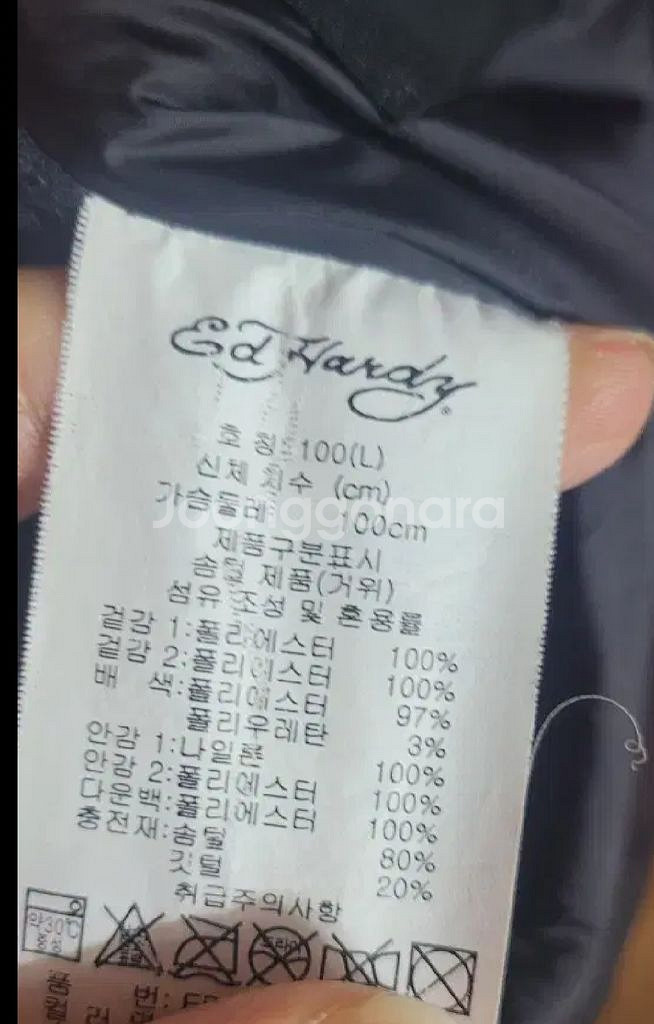 Ed Hardy®
호 칭: 100(L)
신체 치수 (cm)
가슴둘레 100cm
Joonggonara
제품구분표시
솜털 제품(거위)
섬유 조성 및 혼용률
겉감 1:폴리에스터 100%
겉감 2:폴리에스터 100%
배 색:폴리에스터 97%
폴리우레탄 3%
안감 1:나일론 100%
안감 2:폴리에스터 100%
다운백:폴리에스터 100%
충전재:솜털 80%
깃털 20%
취급주의사항
약30℃
드라이